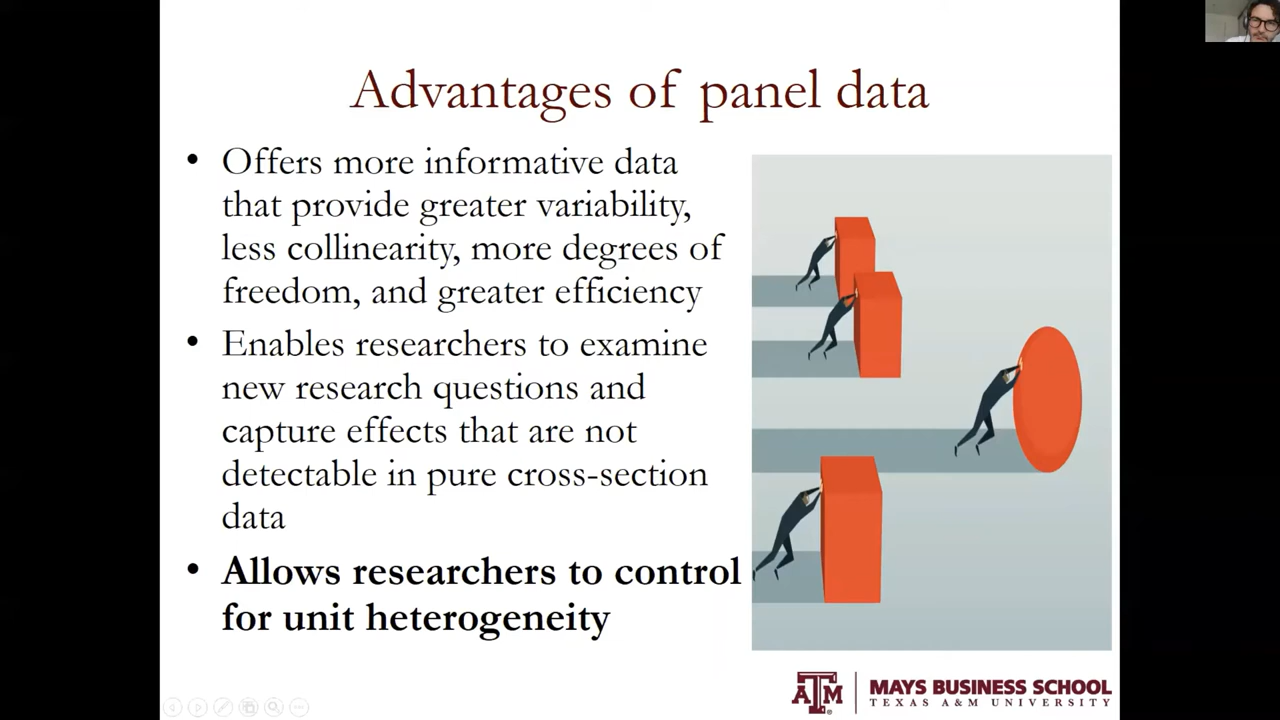 Advantages of panel data
• Offers more informative data
that provide greater variability,
less collinearity, more degrees of
freedom, and greater efficiency
• Enables researchers to examine
new research questions and
capture effects that are not
detectable in pure cross-section
data
• Allows researchers to control
for unit heterogeneity
ATM
MAYS BUSINESS SCHOOL
TEXAS A&M UNIVERSITY